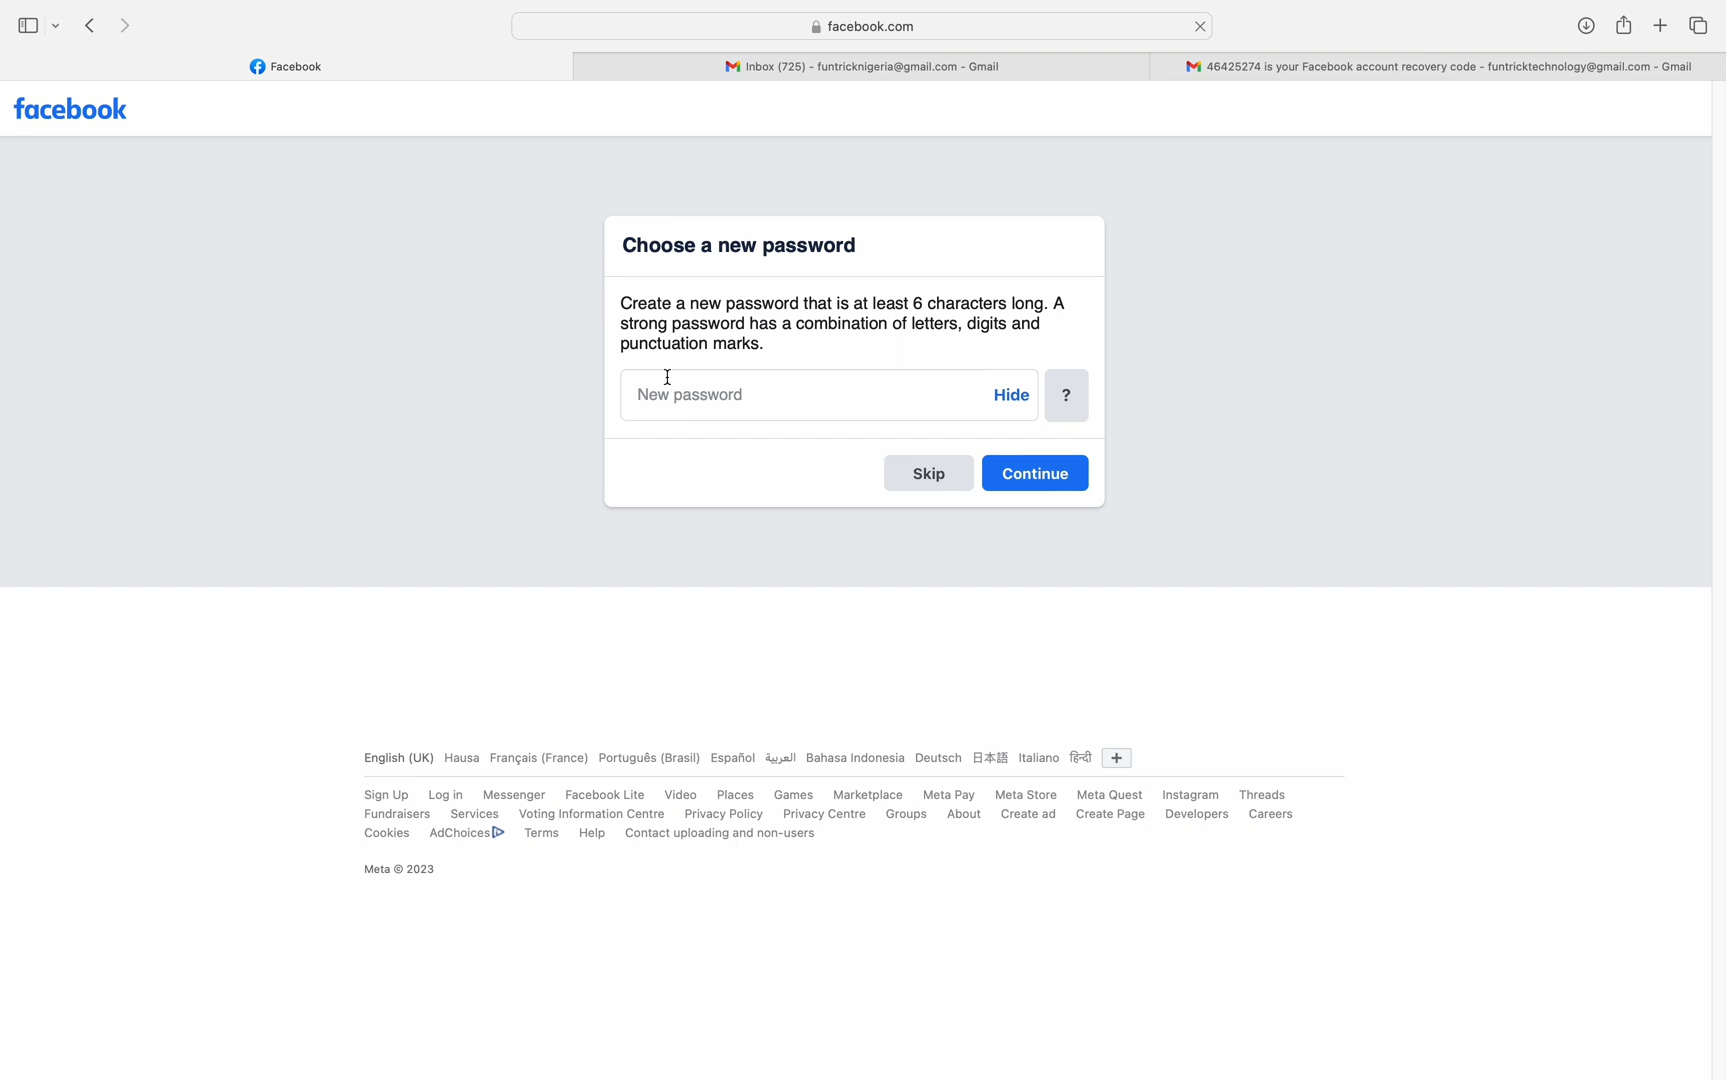 facebook.com
Facebook
Inbox (725) - funtricknigeria@gmail.com - Gmail
46425274 is your Facebook account recovery code - funtricktechnology@gmail.com - Gmail
facebook
Choose a new password
Create a new password that is at least 6 characters long. A
strong password has a combination of letters, digits and
punctuation marks.
New password Hide ?
Skip Continue
English (UK) Hausa Français (France) Português (Brasil) Español العربية Bahasa Indonesia Deutsch 日本語 Italiano हिन्दी +
Sign Up Log in Messenger Facebook Lite Video Places Games Marketplace Meta Pay Meta Store Meta Quest Instagram Threads
Fundraisers Services Voting Information Centre Privacy Policy Privacy Centre Groups About Create ad Create Page Developers Careers
Cookies AdChoices Terms Help Contact uploading and non-users
Meta © 2023